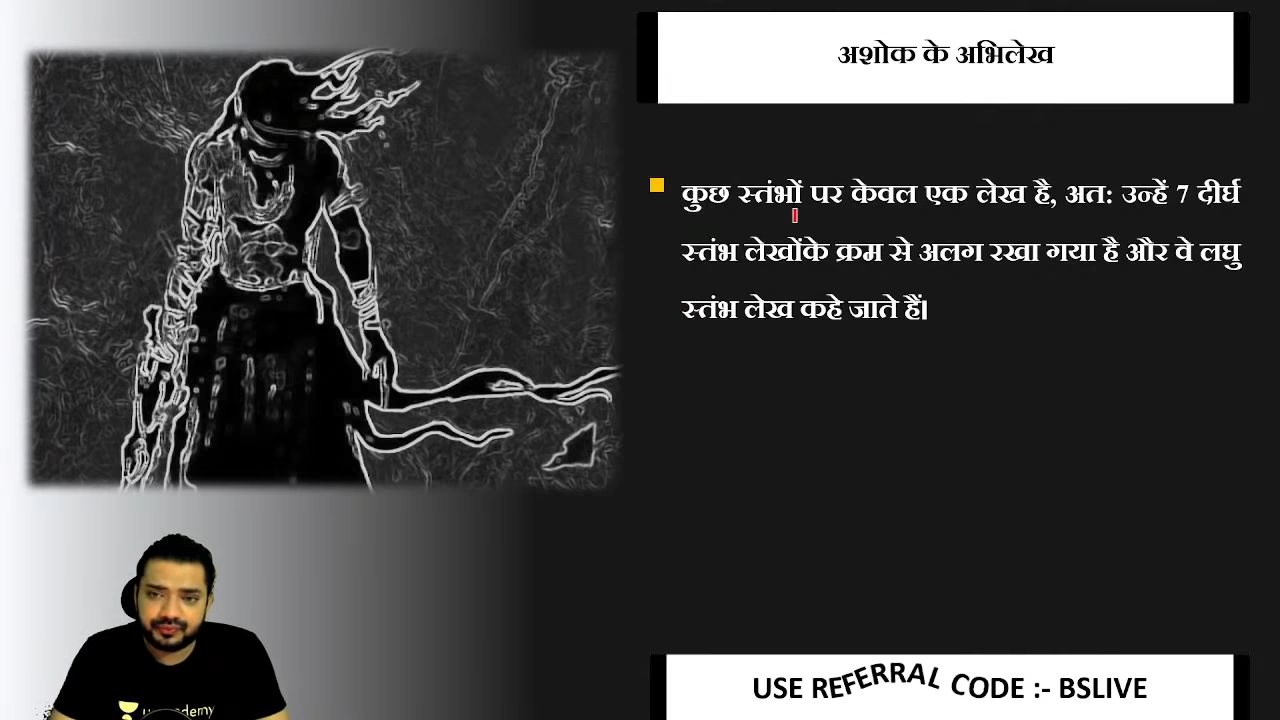 अशोक के अभिलेख
कुछ स्तंभों पर केवल एक लेख है, अत: उन्हें 7 दीर्घ
स्तंभ लेखोंके क्रम से अलग रखा गया है और वे लघु
स्तंभ लेख कहे जाते हैं।
USE REFERRAL CODE :- BSLIVE